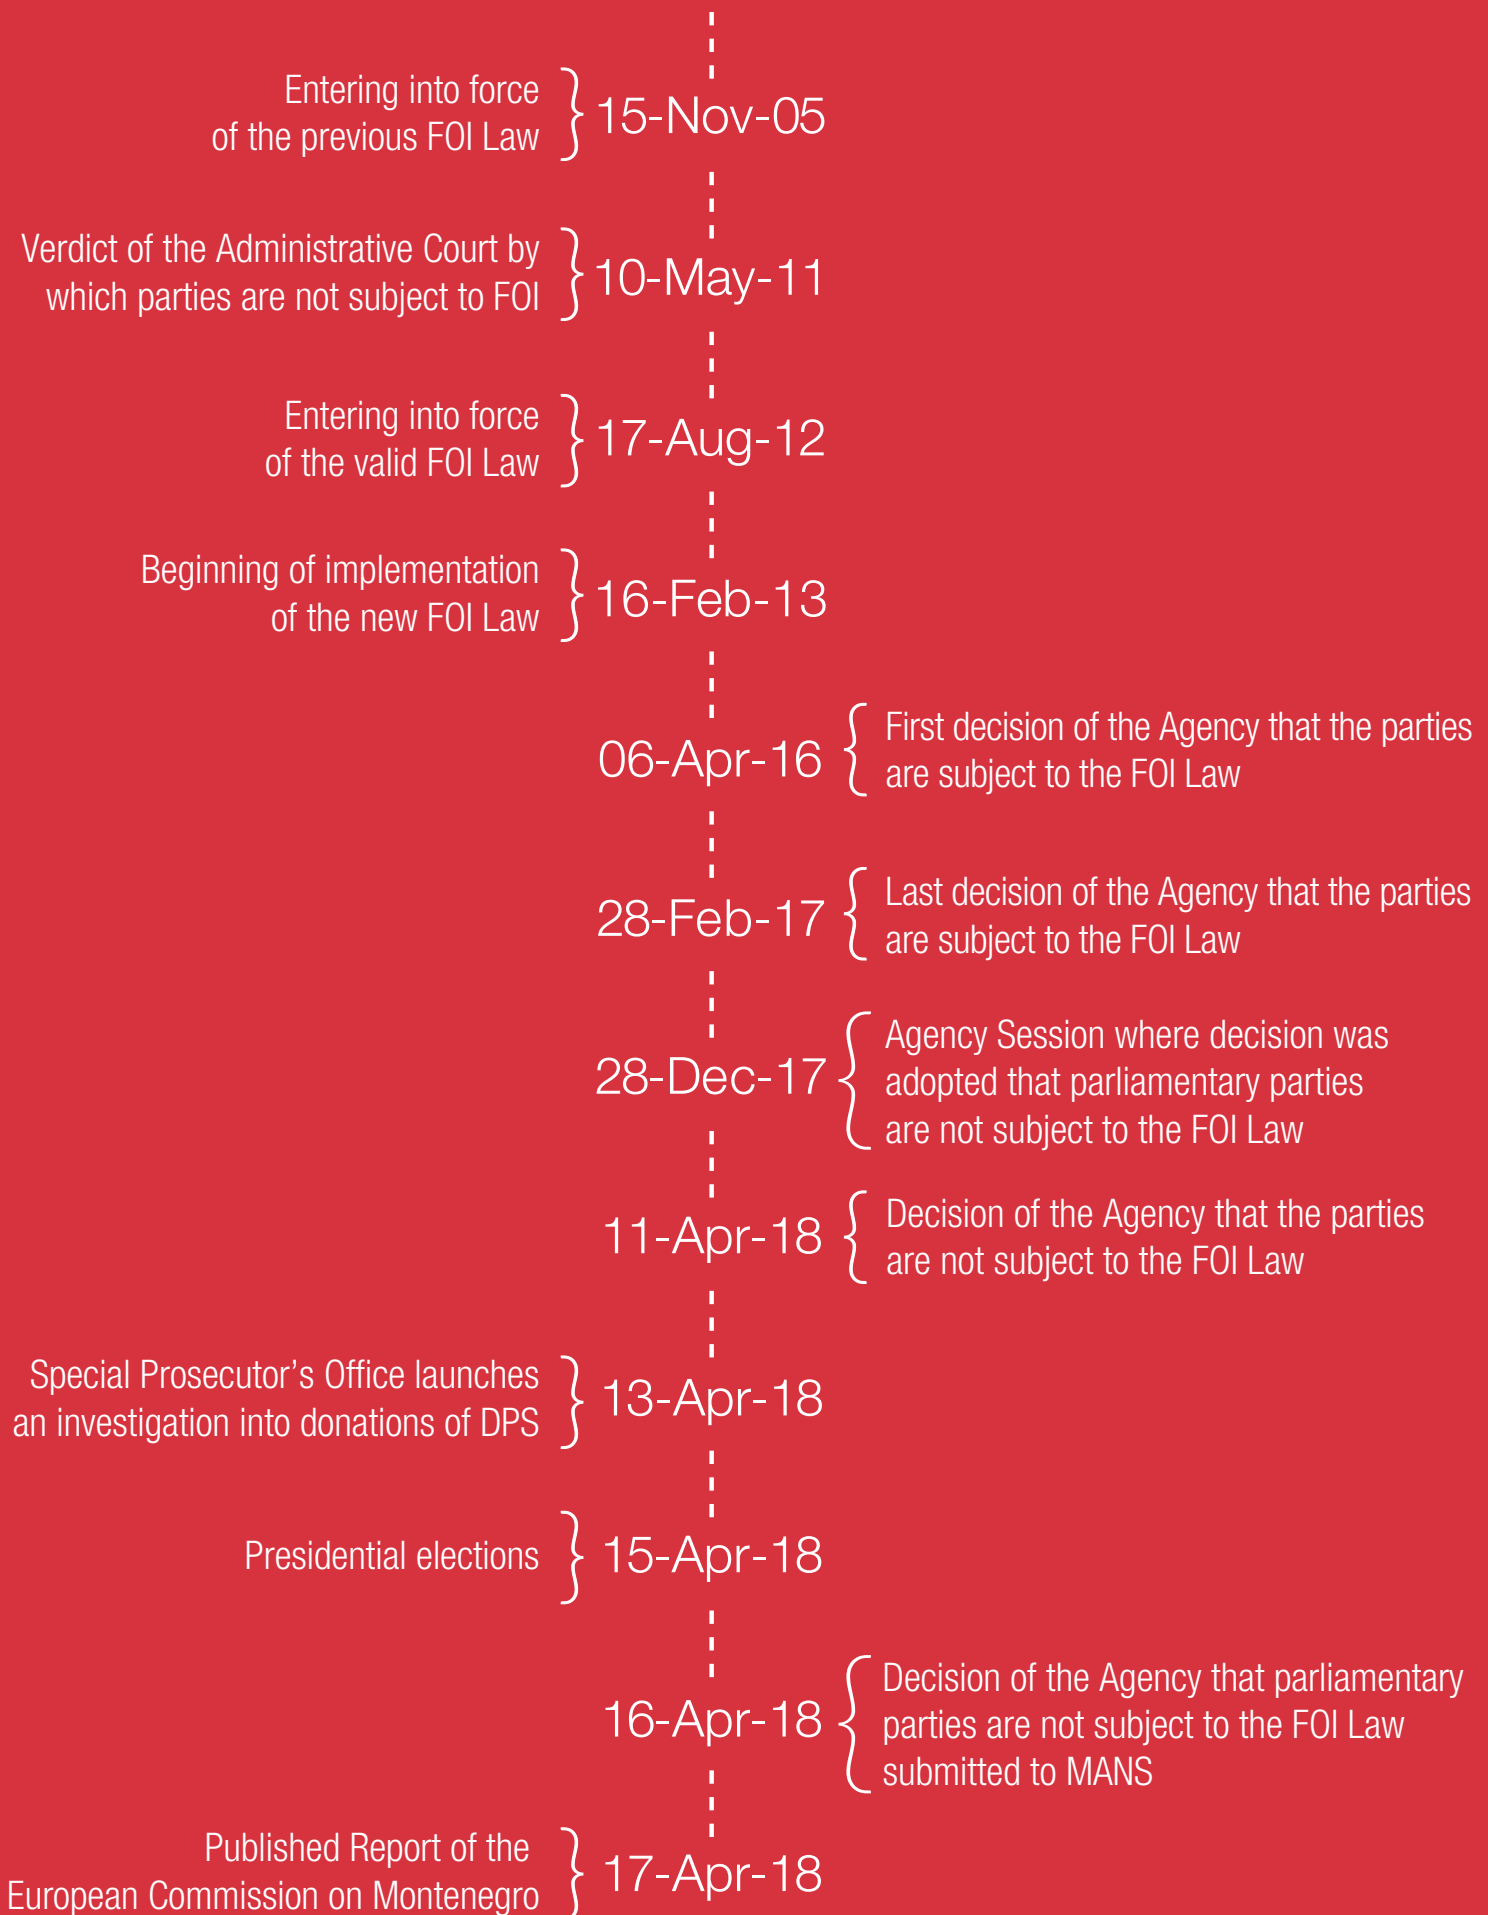 Entering into force
of the previous FOI Law
15-Nov-05
Verdict of the Administrative Court by
which parties are not subject to FOI
10-May-11
Entering into force
of the valid FOI Law
17-Aug-12
Beginning of implementation
of the new FOI Law
16-Feb-13
06-Apr-16
First decision of the Agency that the parties
are subject to the FOI Law
28-Feb-17
Last decision of the Agency that the parties
are subject to the FOI Law
28-Dec-17
Agency Session where decision was
adopted that parliamentary parties
are not subject to the FOI Law
11-Apr-18
Decision of the Agency that the parties
are not subject to the FOI Law
Special Prosecutor's Office launches
an investigation into donations of DPS
13-Apr-18
Presidential elections
15-Apr-18
16-Apr-18
Decision of the Agency that parliamentary
parties are not subject to the FOI Law
submitted to MANS
Published Report of the
European Commission on Montenegro
17-Apr-18